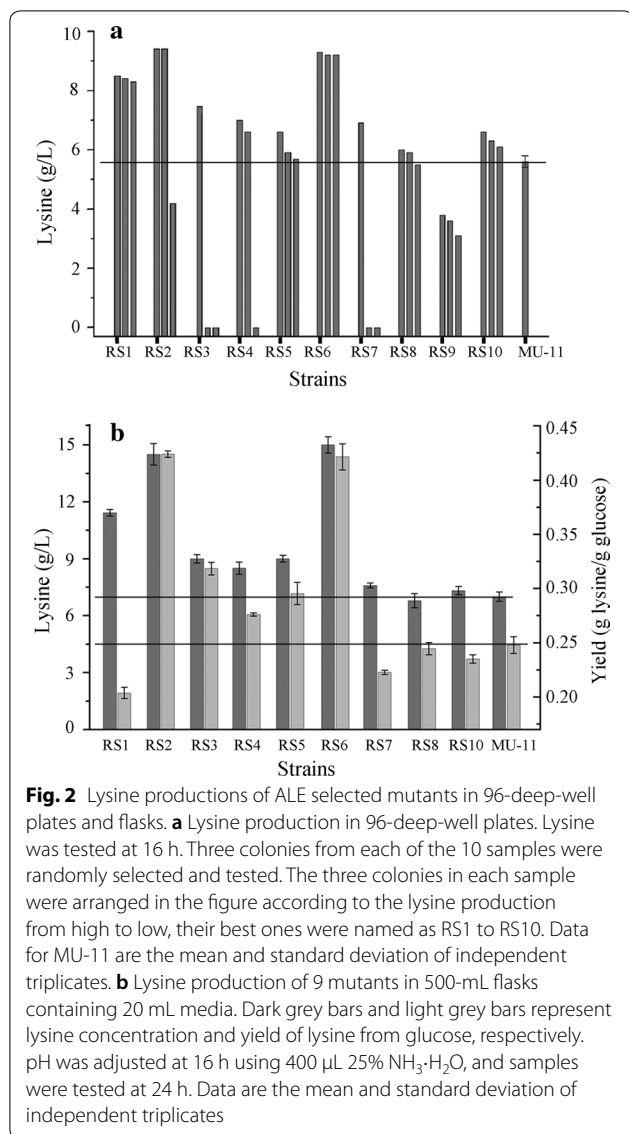 a
10
8
6
4
2
0
Lysine (g/L)
RS1 RS2 RS3 RS4 RS5 RS6 RS7 RS8 RS9 RS10 MU-11
Strains
b
15
12
9
6
3
0
Lysine (g/L)
0.45
0.40
0.35
0.30
0.25
0.20
Yield (g lysine/g glucose)
RS1 RS2 RS3 RS4 RS5 RS6 RS7 RS8 RS10 MU-11
Strains
Fig. 2 Lysine productions of ALE selected mutants in 96-deep-well
plates and flasks. a Lysine production in 96-deep-well plates. Lysine
was tested at 16 h. Three colonies from each of the 10 samples were
randomly selected and tested. The three colonies in each sample
were arranged in the figure according to the lysine production
from high to low, their best ones were named as RS1 to RS10. Data
for MU-11 are the mean and standard deviation of independent
triplicates. b Lysine production of 9 mutants in 500-mL flasks
containing 20 mL media. Dark grey bars and light grey bars represent
lysine concentration and yield of lysine from glucose, respectively.
pH was adjusted at 16 h using 400 μL 25% NH₃·H₂O, and samples
were tested at 24 h. Data are the mean and standard deviation of
independent triplicates